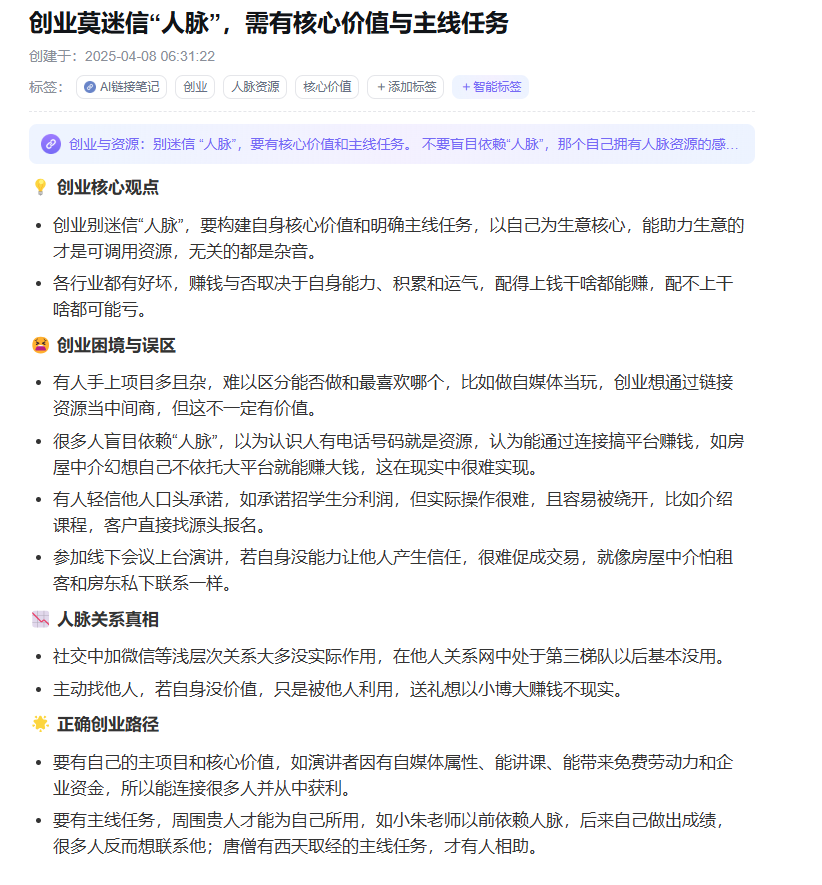 创业莫迷信“人脉”，需有核心价值与主线任务
创建于：2025-04-08 06:31:22
标签： AI链接笔记 创业 人脉资源 核心价值 +添加标签 +智能标签
创业与资源：别迷信 “人脉”，要有核心价值和主线任务。 不要盲目依赖“人脉”，那个自己拥有人脉资源的感...
💡 创业核心观点
• 创业别迷信“人脉”，要构建自身核心价值和明确主线任务，以自己为生意核心，能助力生意的
才是可调用资源，无关的都是杂音。
• 各行业都有好坏，赚钱与否取决于自身能力、积累和运气，配得上钱干啥都能赚，配不上干
啥都可能亏。
😫 创业困境与误区
• 有人手上项目多且杂，难以区分能否做和最喜欢哪个，比如做自媒体当玩，创业想通过链接
资源当中间商，但这不一定有价值。
• 很多人盲目依赖“人脉”，以为认识人有电话号码就是资源，认为能通过连接搞平台赚钱，如房
屋中介幻想自己不依托大平台就能赚大钱，这在现实中很难实现。
• 有人轻信他人口头承诺，如承诺招学生分利润，但实际操作很难，且容易被绕开，比如介绍
课程，客户直接找源头报名。
• 参加线下会议上台演讲，若自身没能力让他人产生信任，很难促成交易，就像房屋中介怕租
客和房东私下联系一样。
📉 人脉关系真相
• 社交中加微信等浅层次关系大多没实际作用，在他人关系网中处于第三梯队以后基本没用。
• 主动找他人，若自身没价值，只是被他人利用，送礼想以小博大赚钱不现实。
🌟 正确创业路径
• 要有自己的主项目和核心价值，如演讲者因有自媒体属性、能讲课、能带来免费劳动力和企
业资金，所以能连接很多人并从中获利。
• 要有主线任务，周围贵人才能为自己所用，如小朱老师以前依赖人脉，后来自己做出成绩，
很多人反而想联系他；唐僧有西天取经的主线任务，才有人相助。